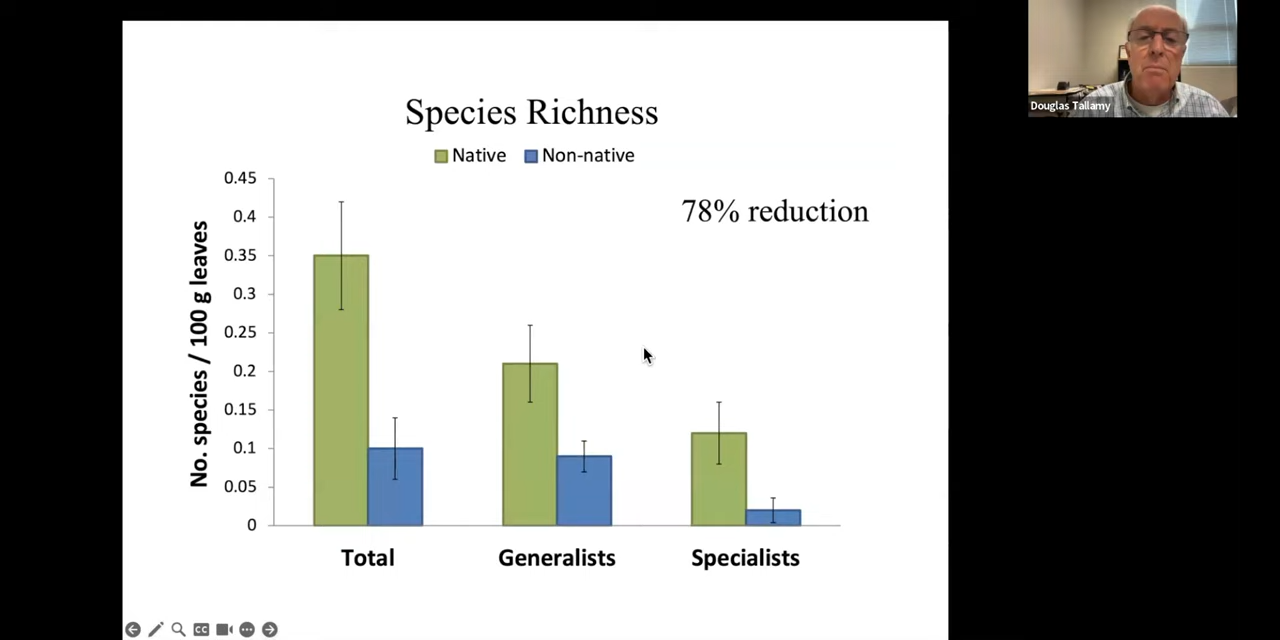 Species Richness
Native Non-native
78% reduction
No. species / 100 g leaves
0.45
0.4
0.35
0.3
0.25
0.2
0.15
0.1
0.05
0
Total Generalists Specialists
Douglas Tallamy
CC